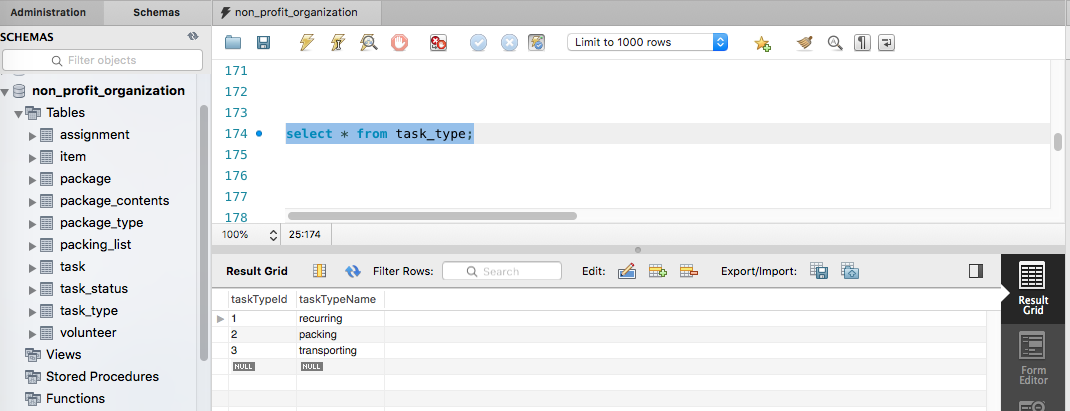 Administration Schemas non_profit_organization
SCHEMAS
Filter objects
Limit to 1000 rows
non_profit_organization
Tables
assignment
item
package
package_contents
package_type
packing_list
task
task_status
task_type
volunteer
Views
Stored Procedures
Functions
171
172
173
174 select * from task_type;
175
176
177
178
100% 25:174
Result Grid Filter Rows: Search Edit: Export/Import:
taskTypeId taskTypeName
1 recurring
2 packing
3 transporting
NULL NULL
Result
Grid
Form
Editor